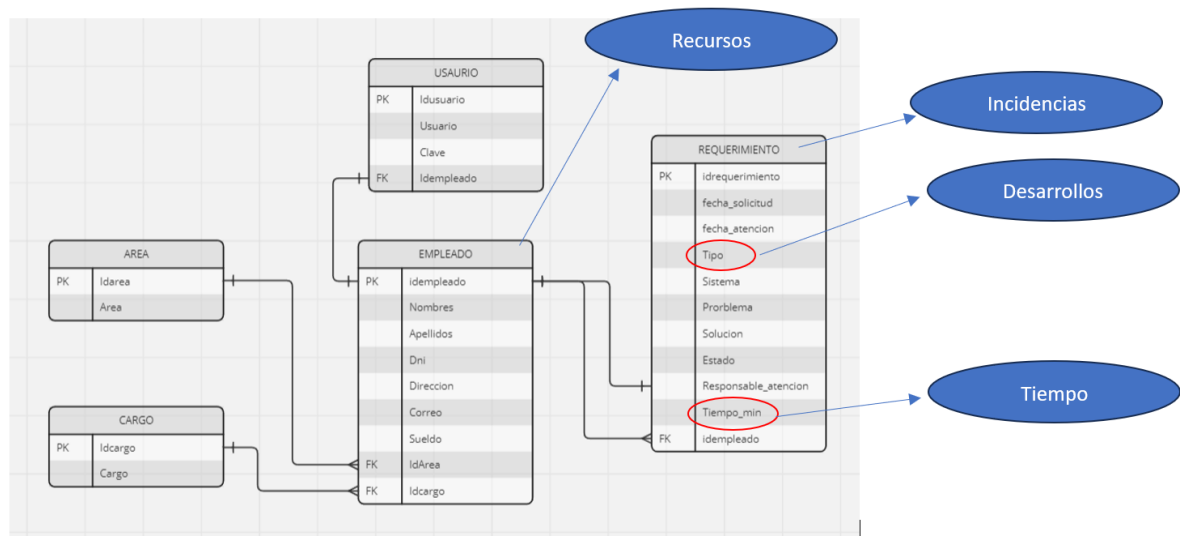 Recursos
Incidencias
Desarrollos
Tiempo
USAURIO
PK Idusuario
Usuario
Clave
FK Idempleado
AREA
PK Idarea
Area
CARGO
PK Idcargo
Cargo
EMPLEADO
PK idempleado
Nombres
Apellidos
Dni
Direccion
Correo
Sueldo
FK IdArea
FK Idcargo
REQUERIMIENTO
PK idrequerimiento
fecha_solicitud
fecha_atencion
Tipo
Sistema
Prorblema
Solucion
Estado
Responsable_atencion
Tiempo_min
FK idempleado